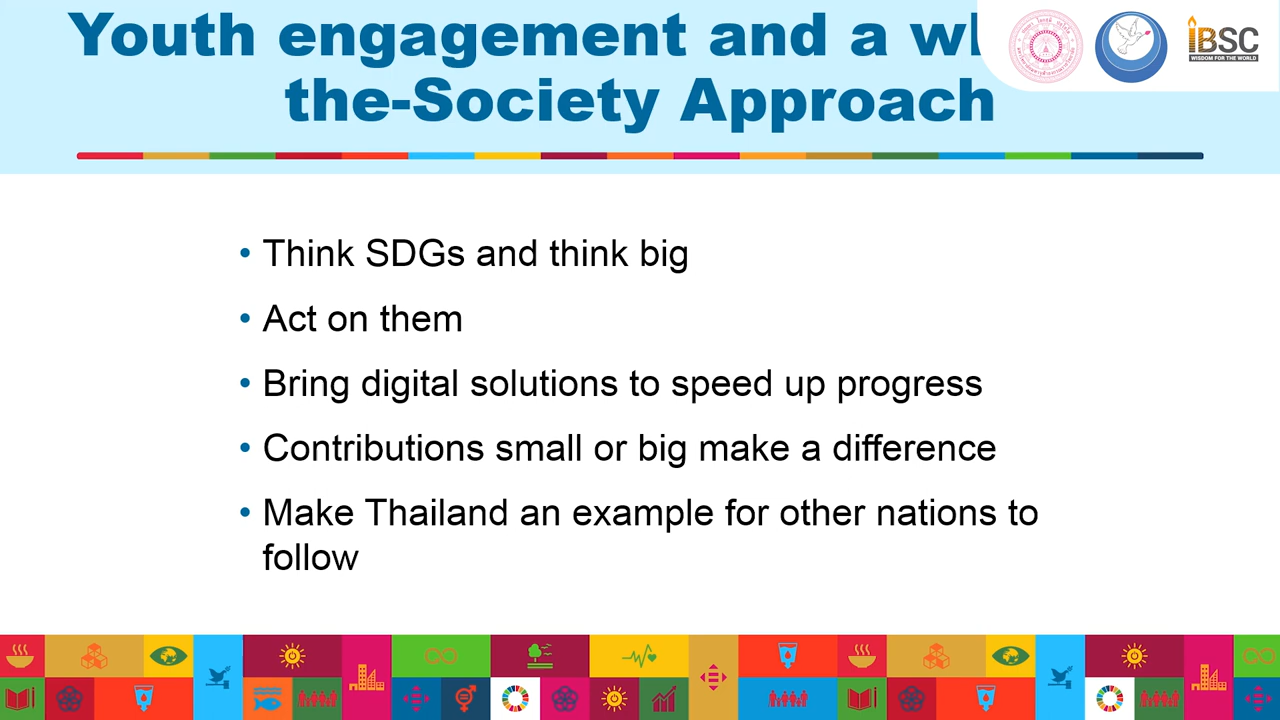 Youth engagement and a wh
the-Society Approach
IBSC
WISDOM FOR THE WORLD
• Think SDGs and think big
• Act on them
• Bring digital solutions to speed up progress
• Contributions small or big make a difference
• Make Thailand an example for other nations to
follow